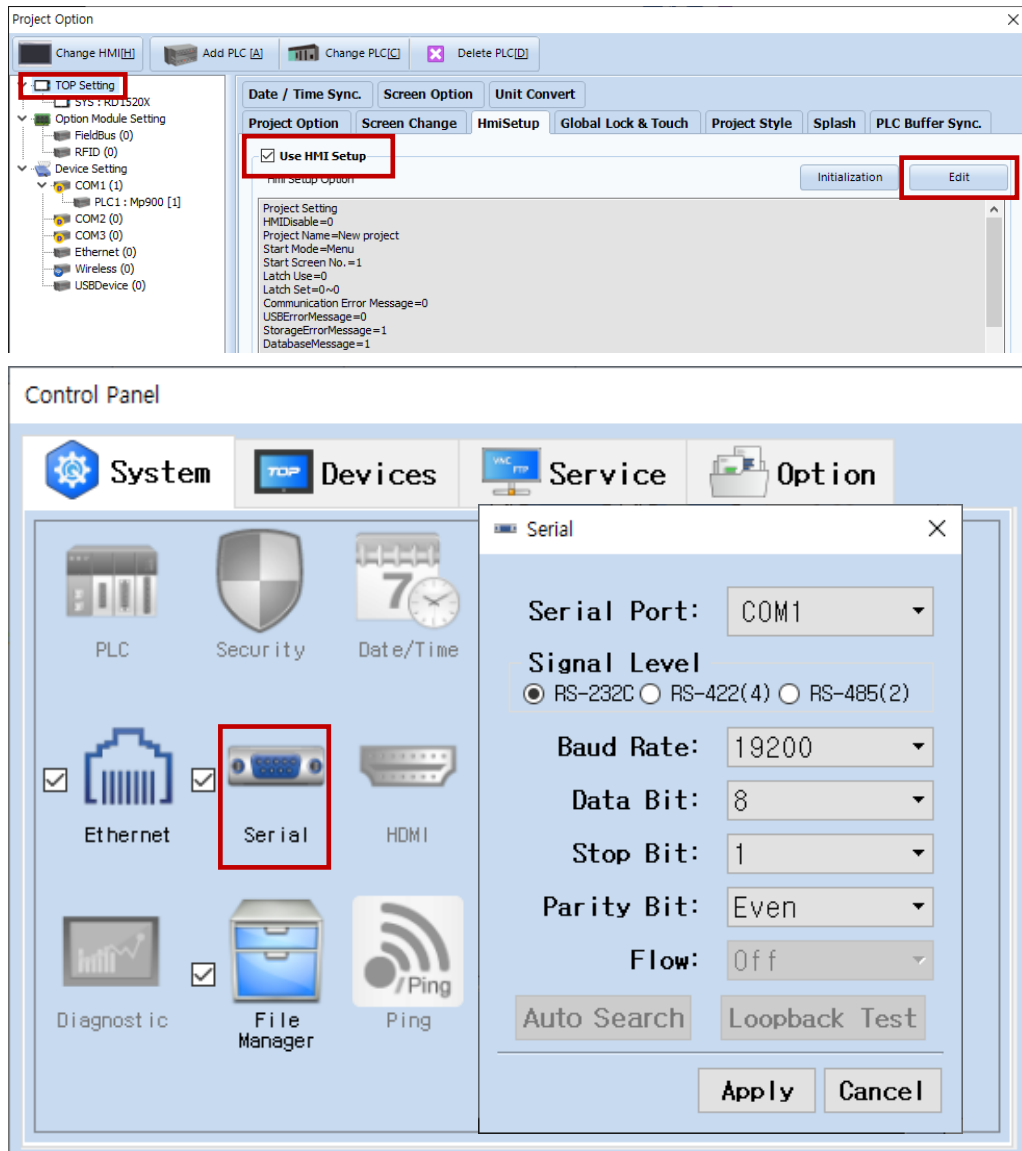 Project Option
Change HMI[H] Add PLC [A] Change PLC[C] Delete PLC[D]
TOP Setting
SYS : RD1520X
Option Module Setting
FieldBus (0)
RFID (0)
Device Setting
COM1 (1)
PLC1 : Mp900 [1]
COM2 (0)
COM3 (0)
Ethernet (0)
Wireless (0)
USBDevice (0)
Date / Time Sync. Screen Option Unit Convert
Project Option Screen Change HmiSetup Global Lock & Touch Project Style Splash PLC Buffer Sync.
Use HMI Setup
Hmi Setup Option
Initialization Edit
Project Setting
HMIDisable=0
Project Name=New project
Start Mode=Menu
Start Screen No.=1
Latch Use=0
Latch Set=0~0
Communication Error Message=0
USBErrorMessage=0
StorageErrorMessage=1
DatabaseMessage=1
Control Panel
System TOP Devices VNC FTP Service Option
PLC Security 7 Date/Time
Ethernet Serial HDMI
Diagnostic File Manager /Ping Ping
Serial
Serial Port: COM1
Signal Level
RS-232C RS-422(4) RS-485(2)
Baud Rate: 19200
Data Bit: 8
Stop Bit: 1
Parity Bit: Even
Flow: Off
Auto Search Loopback Test
Apply Cancel